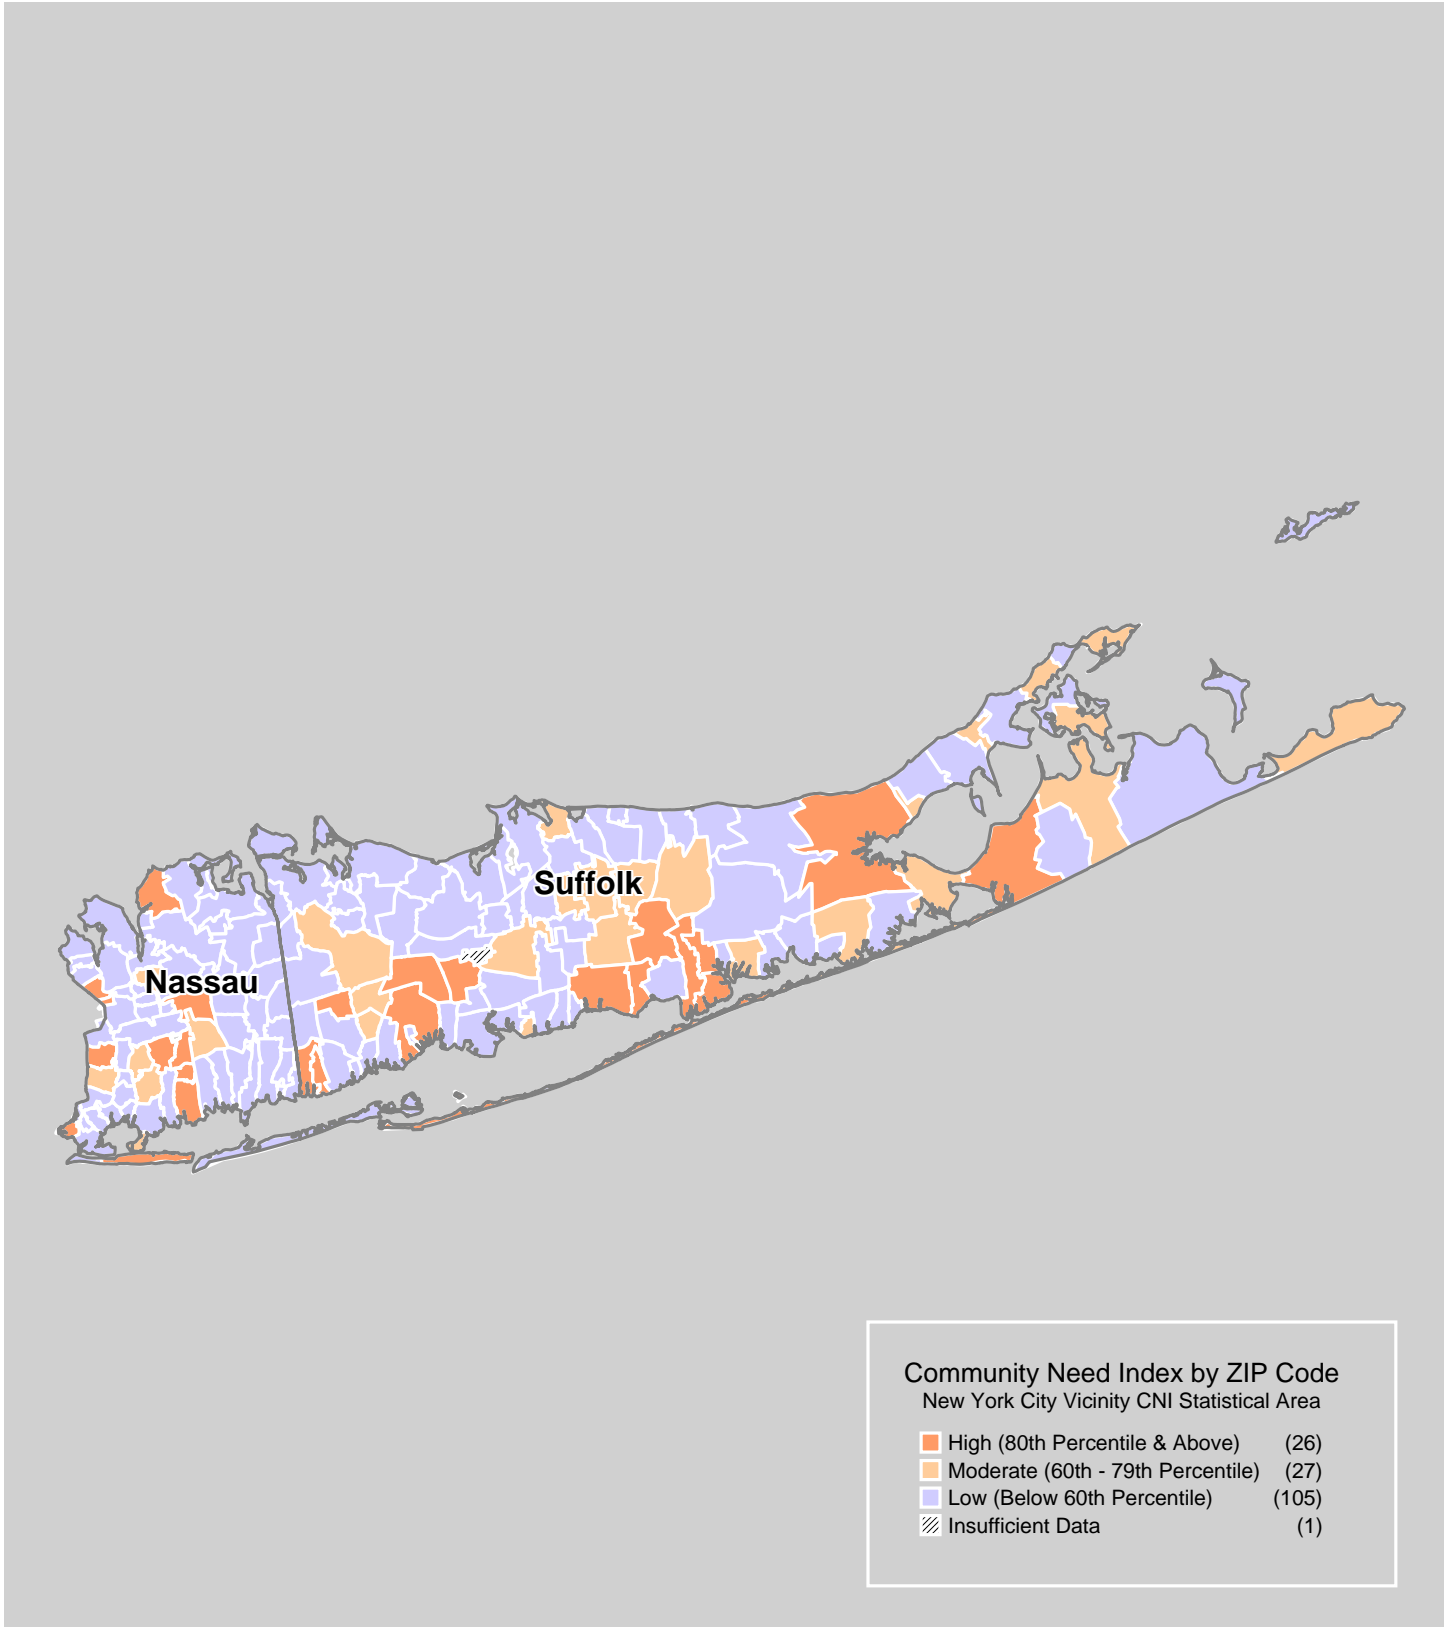 Suffolk
Nassau
Community Need Index by ZIP Code
New York City Vicinity CNI Statistical Area
High (80th Percentile & Above) (26)
Moderate (60th - 79th Percentile) (27)
Low (Below 60th Percentile) (105)
Insufficient Data (1)